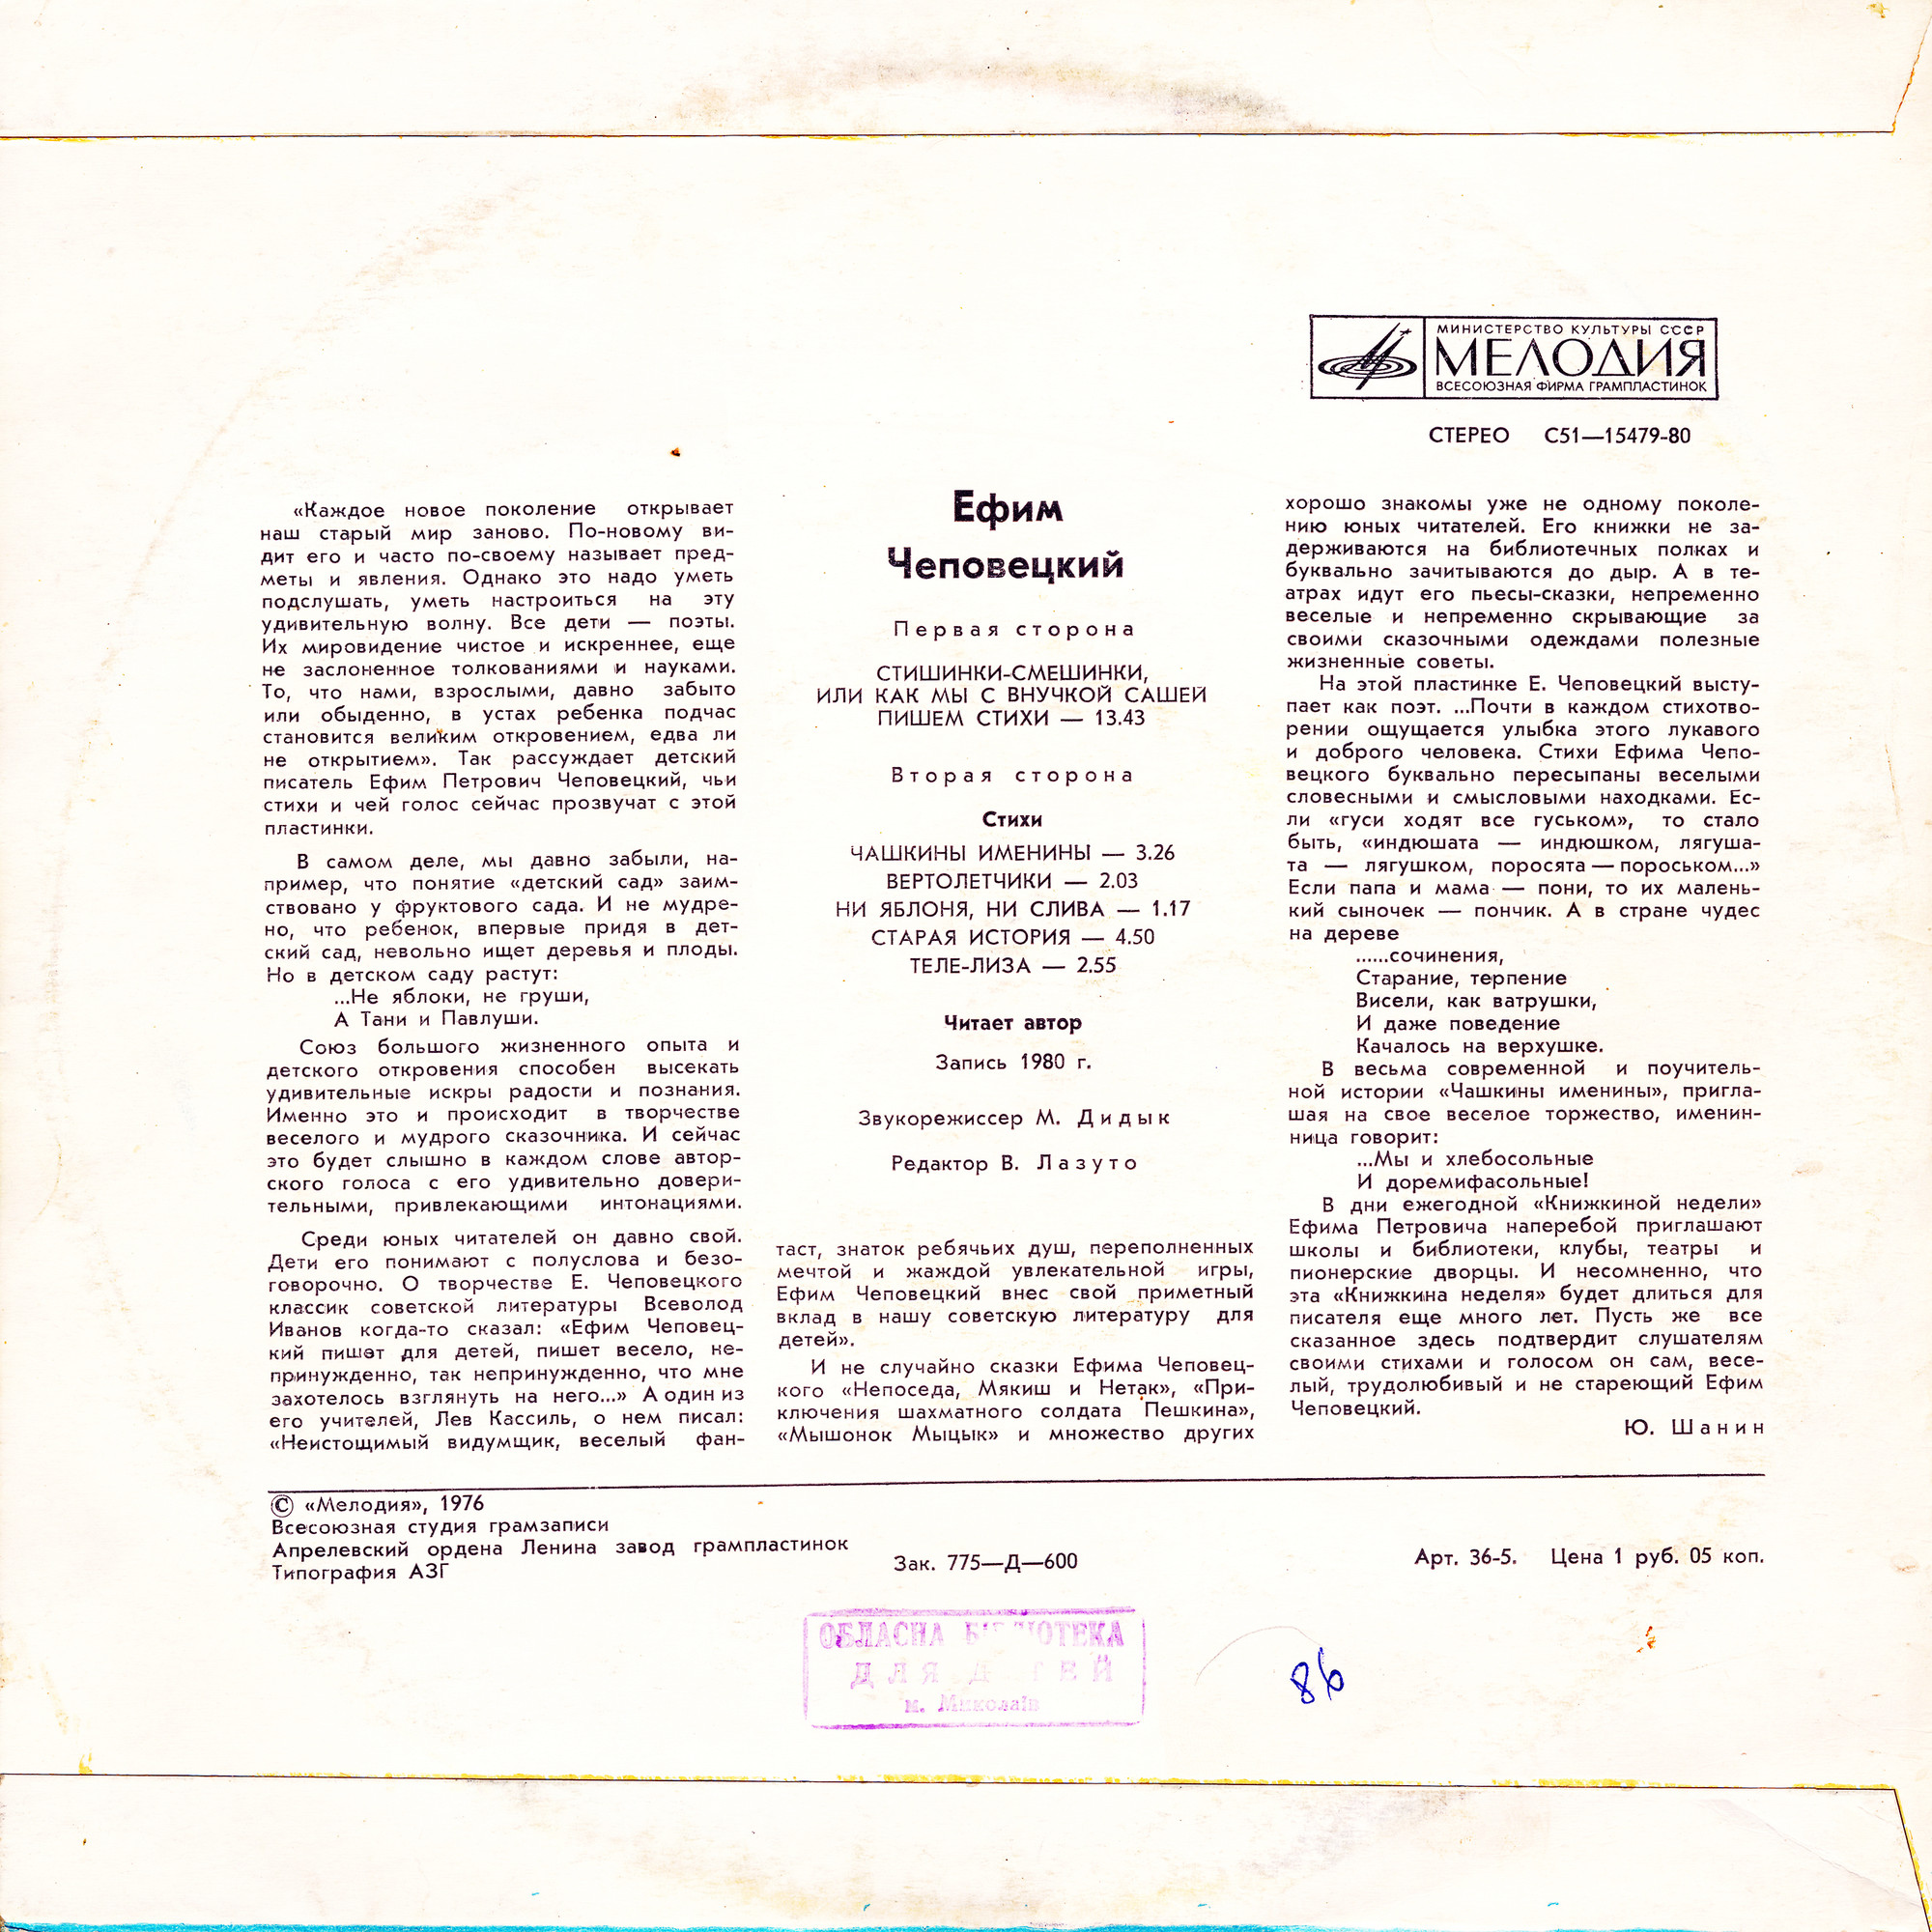 МИНИСТЕРСТВО КУЛЬТУРЫ СССР
МЕЛОДИЯ
ВСЕСОЮЗНАЯ ФИРМА ГРАМПЛАСТИНОК
СТЕРЕО С51—15479-80
«Каждое новое поколение открывает
наш старый мир заново. По-новому ви-
дит его и часто по-своему называет пред-
меты и явления. Однако это надо уметь
подслушать, уметь настроиться на эту
удивительную волну. Все дети — поэты.
Их мировидение чистое и искреннее, еще
не заслоненное толкованиями и науками.
То, что нами, взрослыми, давно забыто
или обыденно, в устах ребенка подчас
становится великим откровением, едва ли
не открытием». Так рассуждает детский
писатель Ефим Петрович Чеповецкий, чьи
стихи и чей голос сейчас прозвучат с этой
пластинки.
В самом деле, мы давно забыли, на-
пример, что понятие «детский сад» заим-
ствовано у фруктового сада. И не мудре-
но, что ребенок, впервые придя в дет-
ский сад, невольно ищет деревья и плоды.
Но в детском саду растут:
...Не яблоки, не груши,
А Тани и Павлуши.
Союз большого жизненного опыта и
детского откровения способен высекать
удивительные искры радости и познания.
Именно это и происходит в творчестве
веселого и мудрого сказочника. И сейчас
это будет слышно в каждом слове автор-
ского голоса с его удивительно довери-
тельными, привлекающими интонациями.
Среди юных читателей он давно свой.
Дети его понимают с полуслова и безо-
говорочно. О творчестве Е. Чеповецкого
классик советской литературы Всеволод
Иванов когда-то сказал: «Ефим Чеповец-
кий пишет для детей, пишет весело, не-
принужденно, так непринужденно, что мне
захотелось взглянуть на него...» А один из
его учителей, Лев Кассиль, о нем писал:
«Неистощимый видумщик, веселый фан-
Ефим
Чеповецкий
Первая сторона
СТИШИНКИ-СМЕШИНКИ,
ИЛИ КАК МЫ С ВНУЧКОЙ САШЕЙ
ПИШЕМ СТИХИ — 13.43
Вторая сторона
Стихи
ЧАШКИНЫ ИМЕНИНЫ — 3.26
ВЕРТОЛЕТЧИКИ — 2.03
НИ ЯБЛОНЯ, НИ СЛИВА — 1.17
СТАРАЯ ИСТОРИЯ — 4.50
ТЕЛЕ-ЛИЗА — 2.55
Читает автор
Запись 1980 г.
Звукорежиссер М. Дидык
Редактор В. Лазуто
таст, знаток ребячьих душ, переполненных
мечтой и жаждой увлекательной игры,
Ефим Чеповецкий внес свой приметный
вклад в нашу советскую литературу для
детей».
И не случайно сказки Ефима Чеповец-
кого «Непоседа, Мякиш и Нетак», «При-
ключения шахматного солдата Пешкина»,
«Мышонок Мыцык» и множество других
хорошо знакомы уже не одному поколе-
нию юных читателей. Его книжки не за-
держиваются на библиотечных полках и
буквально зачитываются до дыр. А в те-
атрах идут его пьесы-сказки, непременно
веселые и непременно скрывающие за
своими сказочными одеждами полезные
жизненные советы.
На этой пластинке Е. Чеповецкий высту-
пает как поэт. ...Почти в каждом стихотво-
рении ощущается улыбка этого лукавого
и доброго человека. Стихи Ефима Чепо-
вецкого буквально пересыпаны веселыми
словесными и смысловыми находками. Ес-
ли «гуси ходят все гуськом», то стало
быть, «индюшата — индюшком, лягуша-
та — лягушком, поросята — пороськом...»
Если папа и мама — пони, то их малень-
кий сыночек — пончик. А в стране чудес
на дереве
......сочинения,
Старание, терпение
Висели, как ватрушки,
И даже поведение
Качалось на верхушке.
В весьма современной и поучитель-
ной истории «Чашкины именины», пригла-
шая на свое веселое торжество, именин-
ница говорит:
...Мы и хлебосольные
И доремифасольные!
В дни ежегодной «Книжкиной недели»
Ефима Петровича наперебой приглашают
школы и библиотеки, клубы, театры и
пионерские дворцы. И несомненно, что
эта «Книжкина неделя» будет длиться для
писателя еще много лет. Пусть же все
сказанное здесь подтвердит слушателям
своими стихами и голосом он сам, весе-
лый, трудолюбивый и не стареющий Ефим
Чеповецкий.
Ю. Шанин
© «Мелодия», 1976
Всесоюзная студия грамзаписи
Апрелевский ордена Ленина завод грампластинок
Типография АЗГ
Зак. 775—Д—600
Арт. 36-5. Цена 1 руб. 05 коп.
ОБЛАСНА БІБЛІОТЕКА
ДЛЯ ДІТЕЙ
м. Миколаїв
86